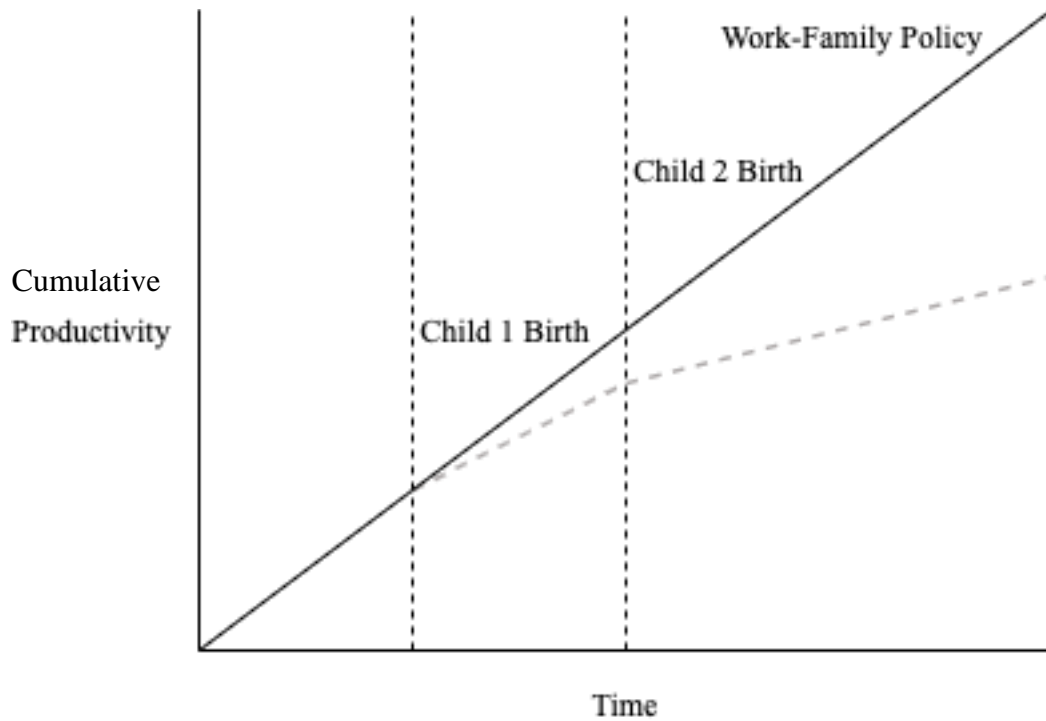 Work-Family Policy
Child 2 Birth
Cumulative
Productivity
Child 1 Birth
Time